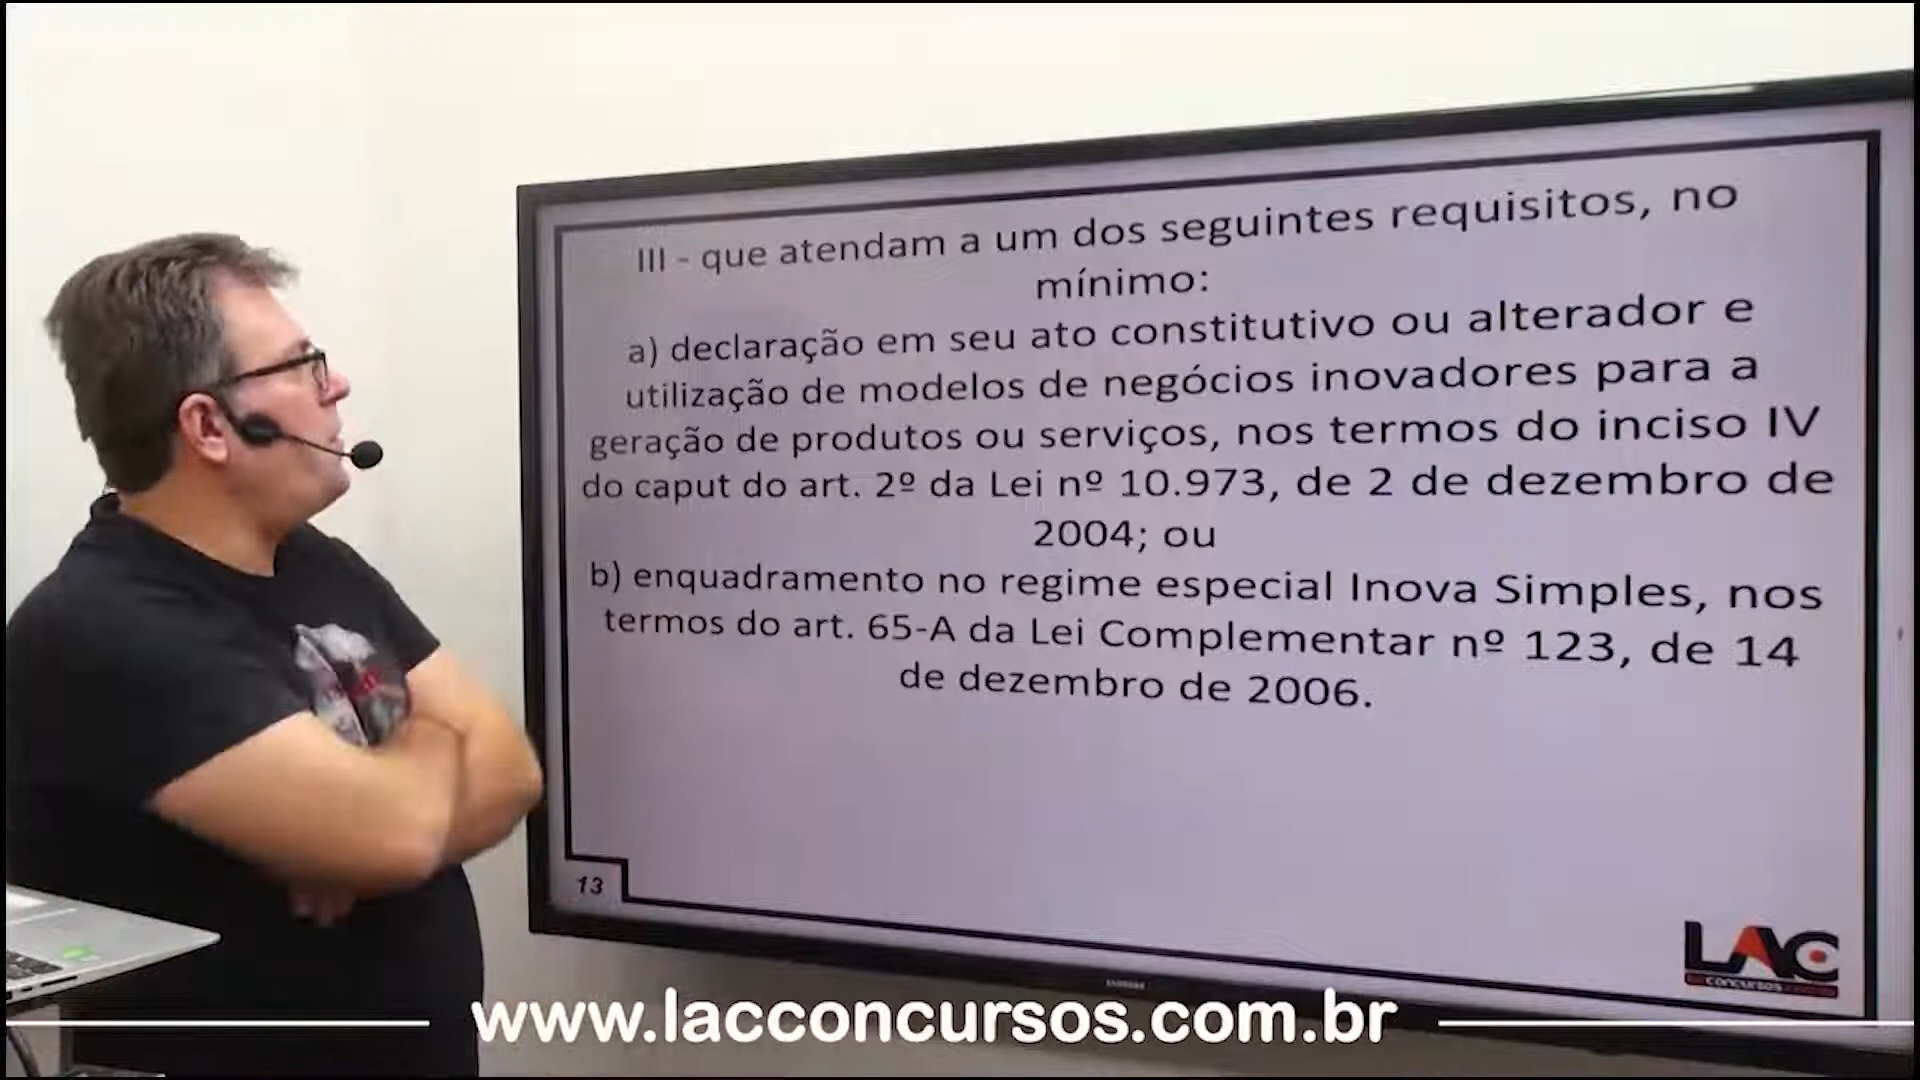 III - que atendam a um dos seguintes requisitos, no
mínimo:
a) declaração em seu ato constitutivo ou alterador e
utilização de modelos de negócios inovadores para a
geração de produtos ou serviços, nos termos do inciso IV
do caput do art. 2º da Lei nº 10.973, de 2 de dezembro de
2004; ou
b) enquadramento no regime especial Inova Simples, nos
termos do art. 65-A da Lei Complementar nº 123, de 14
de dezembro de 2006.
13
LAC
concursos
www.lacconcursos.com.br